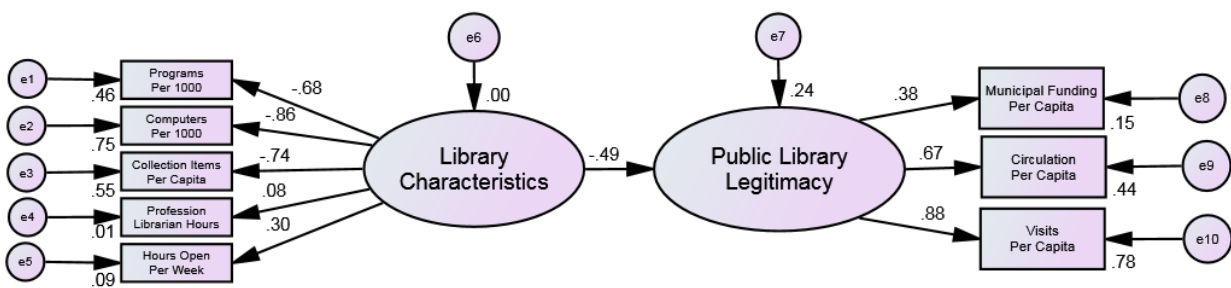 e6
e7
e1
.46
Programs
Per 1000
-.68
e2
.75
Computers
Per 1000
-.86
e3
.55
Collection Items
Per Capita
-.74
e4
.01
Profession
Librarian Hours
.08
e5
.09
Hours Open
Per Week
.30
.00
Library
Characteristics
-.49
.24
Public Library
Legitimacy
.38
Municipal Funding
Per Capita
.15
e8
.67
Circulation
Per Capita
.44
e9
.88
Visits
Per Capita
.78
e10